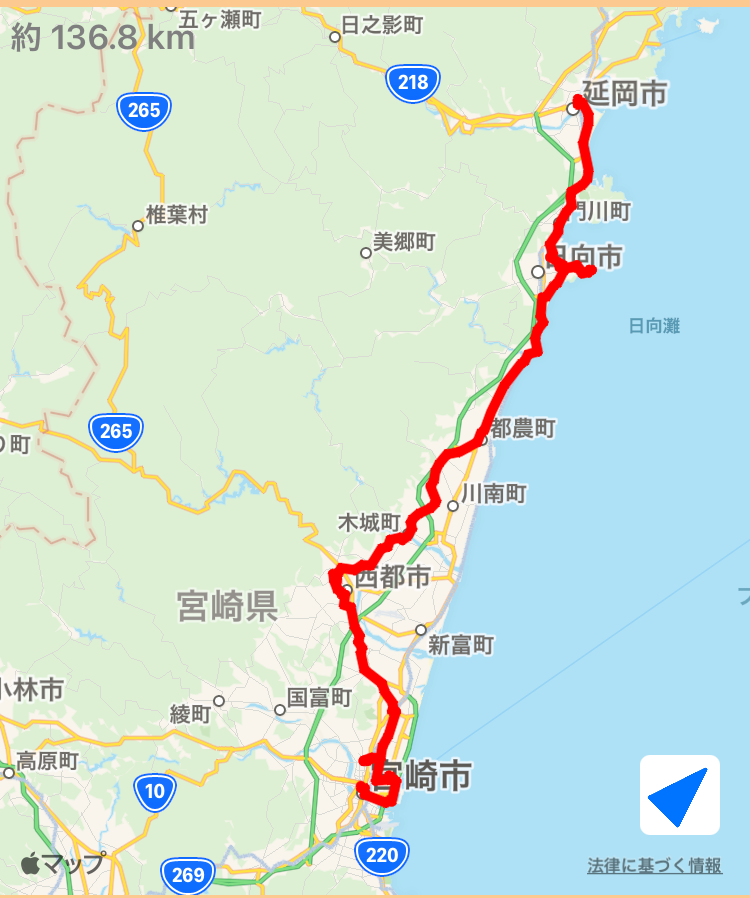 五ヶ瀬町
日之影町
約 136.8 km
218
265
延岡市
椎葉村
門川町
美郷町
日向市
日向灘
265
都農町
り町
川南町
木城町
西都市
宮崎県
新富町
小林市
国富町
綾町
高原町
宮崎市
10
220
マップ
269
法律に基づく情報